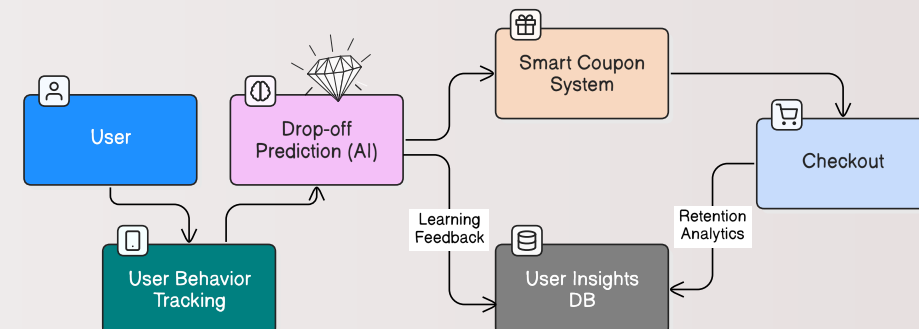 Smart Coupon
System
User
Drop-off
Prediction (AI)
Checkout
Learning
Feedback
Retention
Analytics
User Behavior
Tracking
User Insights
DB